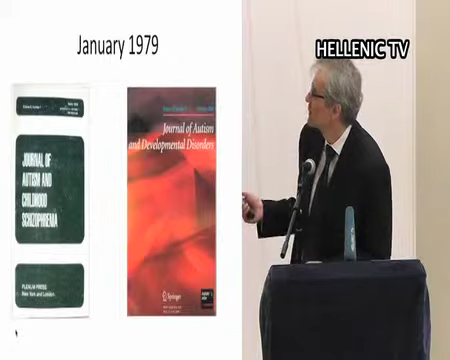 January 1979
HELLENIC TV
JOURNAL OF
AUTISM AND
CHILDHOOD
SCHIZOPHRENIA
PLENUM PRESS
New York and London
Journal of Autism
and Developmental Disorders
Springer